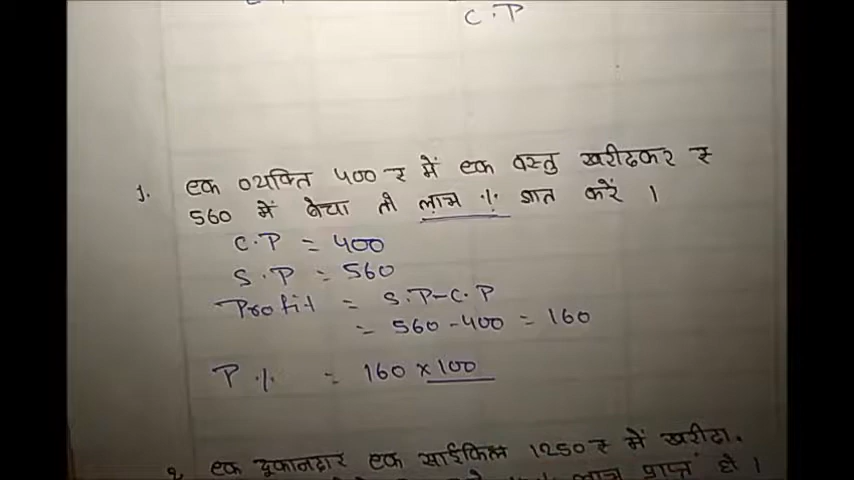 C.P
1. एक व्यक्ति 400 ₹ में एक वस्तु खरीदकर ₹
560 में बेचा तो लाभ % ज्ञात करें ।
C.P = 400
S.P = 560
Profit = S.P-C.P
= 560-400 = 160
P % = 160 × 100
2 एक दूकानदार एक साईकिल 1250 ₹ में खरीदा.
लाभ प्राप्त हो ।